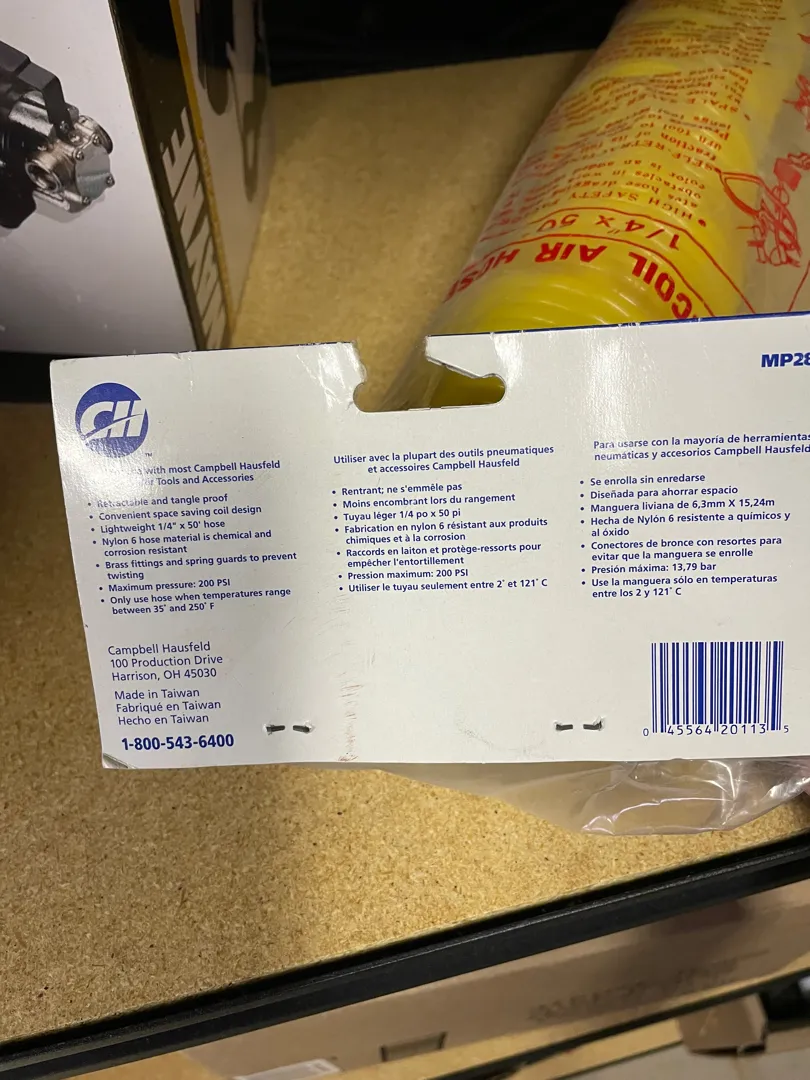 COIL AIR HOSE
1/4" x 50'
HIGH SAFETY
MP28
CH
with most Campbell Hausfeld
Tools and Accessories
• Retractable and tangle proof
• Convenient space saving coil design
• Lightweight 1/4" x 50' hose
• Nylon 6 hose material is chemical and
corrosion resistant
• Brass fittings and spring guards to prevent
twisting
• Maximum pressure: 200 PSI
• Only use hose when temperatures range
between 35° and 250° F
Utiliser avec la plupart des outils pneumatiques
et accessoires Campbell Hausfeld
• Rentrant; ne s'emmêle pas
• Moins encombrant lors du rangement
• Tuyau léger 1/4 po x 50 pi
• Fabrication en nylon 6 résistant aux produits
chimiques et à la corrosion
• Raccords en laiton et protège-ressorts pour
empêcher l'entortillement
• Pression maximum: 200 PSI
• Utiliser le tuyau seulement entre 2° et 121° C
Para usarse con la mayoría de herramientas
neumáticas y accesorios Campbell Hausfeld
• Se enrolla sin enredarse
• Diseñada para ahorrar espacio
• Manguera liviana de 6,3mm X 15,24m
• Hecha de Nylón 6 resistente a químicos y
al óxido
• Conectores de bronce con resortes para
evitar que la manguera se enrolle
• Presión máxima: 13,79 bar
• Use la manguera sólo en temperaturas
entre los 2 y 121° C
Campbell Hausfeld
100 Production Drive
Harrison, OH 45030
Made in Taiwan
Fabriqué en Taiwan
Hecho en Taiwan
1-800-543-6400
0 45564 20113 5